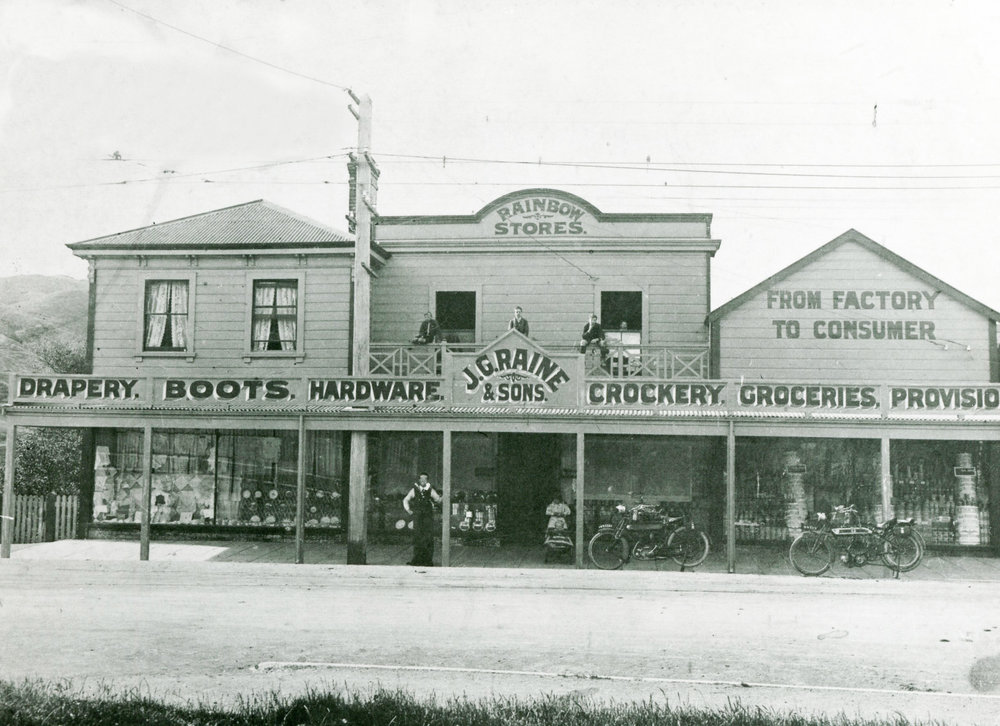 RAINBOW
STORES.
FROM FACTORY
TO CONSUMER
J.G. RAINE
& SONS.
DRAPERY. BOOTS. HARDWARE. CROCKERY. GROCERIES. PROVISIO